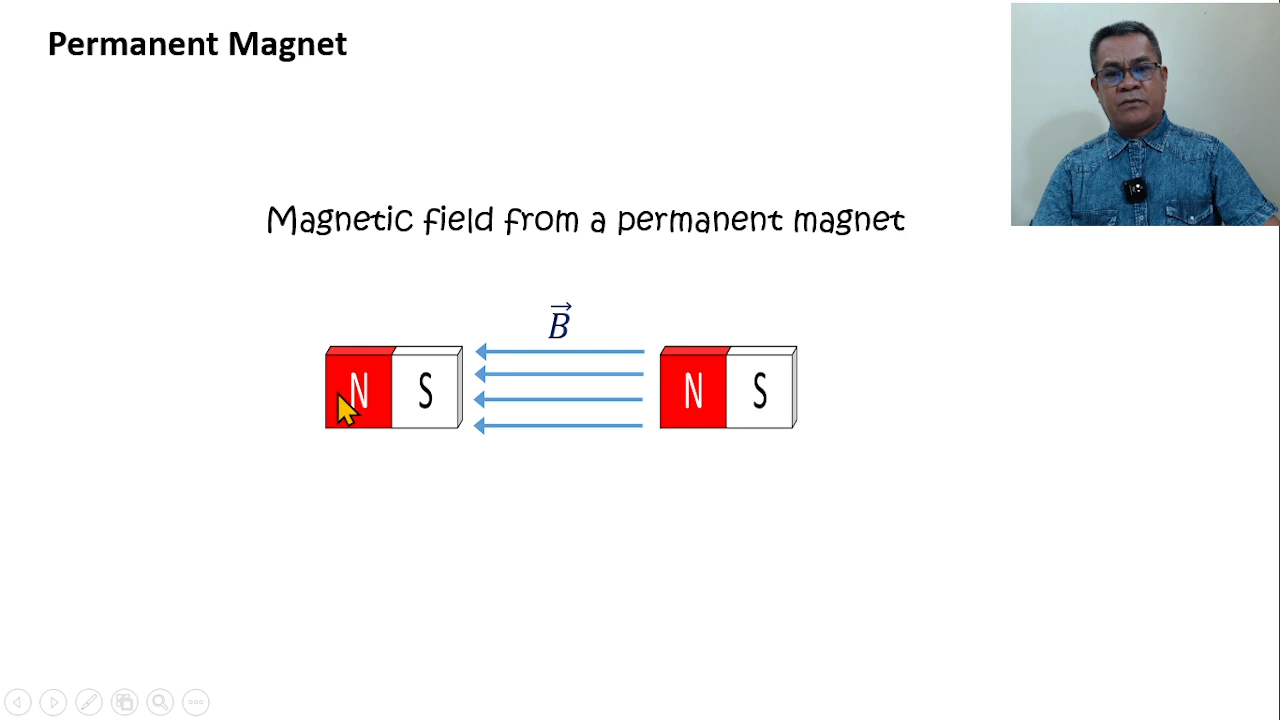 Permanent Magnet
Magnetic field from a permanent magnet
B⃗
N S N S